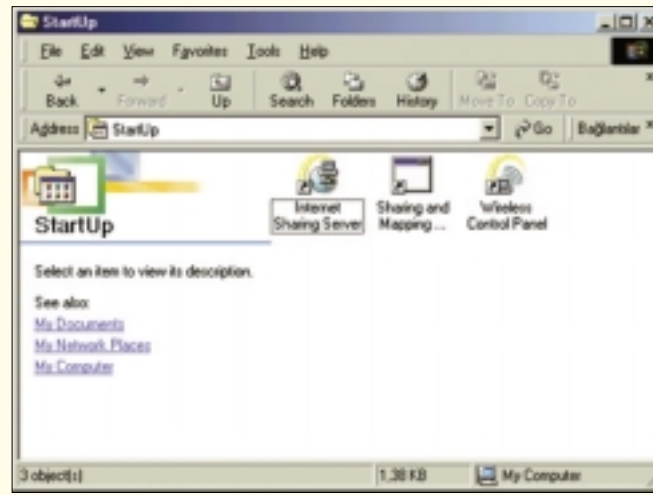 StartUp
File Edit View Favorites Tools Help
Back Forward Up Search Folders History Move To Copy To
Address StartUp Go Bağlantılar
StartUp
Select an item to view its description.
See also:
My Documents
My Network Places
My Computer
Internet Sharing Server
Sharing and Mapping ...
Wireless Control Panel
3 object(s) 1,38 KB My Computer